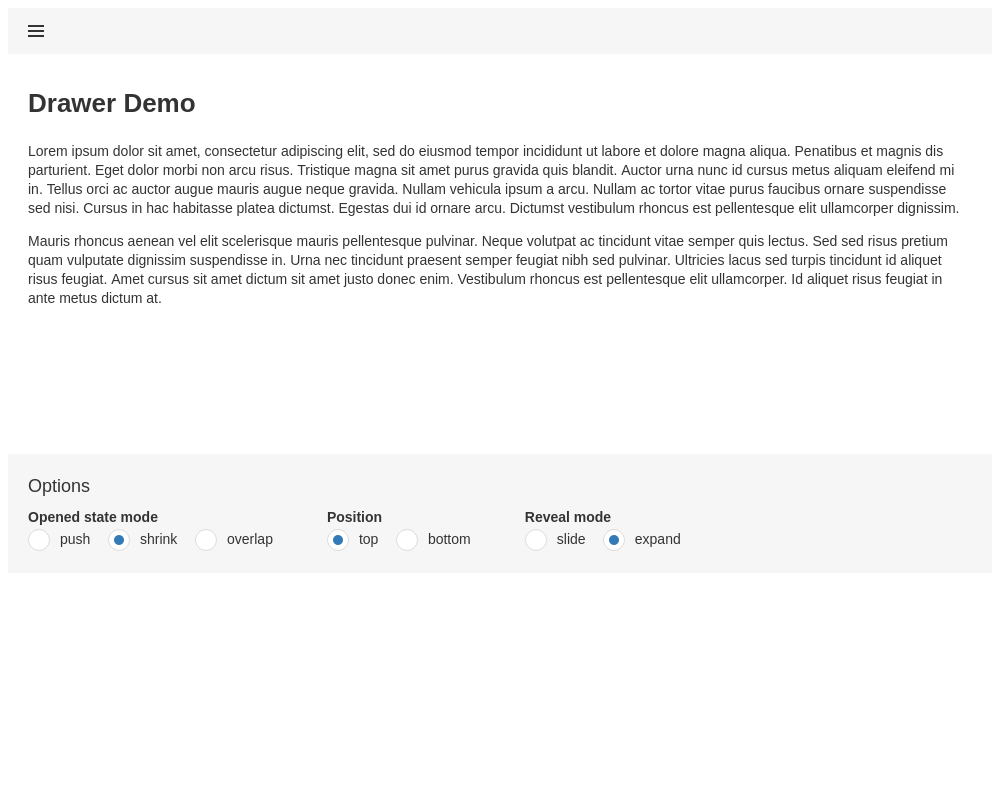 Drawer Demo
Lorem ipsum dolor sit amet, consectetur adipiscing elit, sed do eiusmod tempor incididunt ut labore et dolore magna aliqua. Penatibus et magnis dis
parturient. Eget dolor morbi non arcu risus. Tristique magna sit amet purus gravida quis blandit. Auctor urna nunc id cursus metus aliquam eleifend mi
in. Tellus orci ac auctor augue mauris augue neque gravida. Nullam vehicula ipsum a arcu. Nullam ac tortor vitae purus faucibus ornare suspendisse
sed nisi. Cursus in hac habitasse platea dictumst. Egestas dui id ornare arcu. Dictumst vestibulum rhoncus est pellentesque elit ullamcorper dignissim.
Mauris rhoncus aenean vel elit scelerisque mauris pellentesque pulvinar. Neque volutpat ac tincidunt vitae semper quis lectus. Sed sed risus pretium
quam vulputate dignissim suspendisse in. Urna nec tincidunt praesent semper feugiat nibh sed pulvinar. Ultricies lacus sed turpis tincidunt id aliquet
risus feugiat. Amet cursus sit amet dictum sit amet justo donec enim. Vestibulum rhoncus est pellentesque elit ullamcorper. Id aliquet risus feugiat in
ante metus dictum at.
Options
Opened state mode Position Reveal mode
push shrink overlap top bottom slide expand